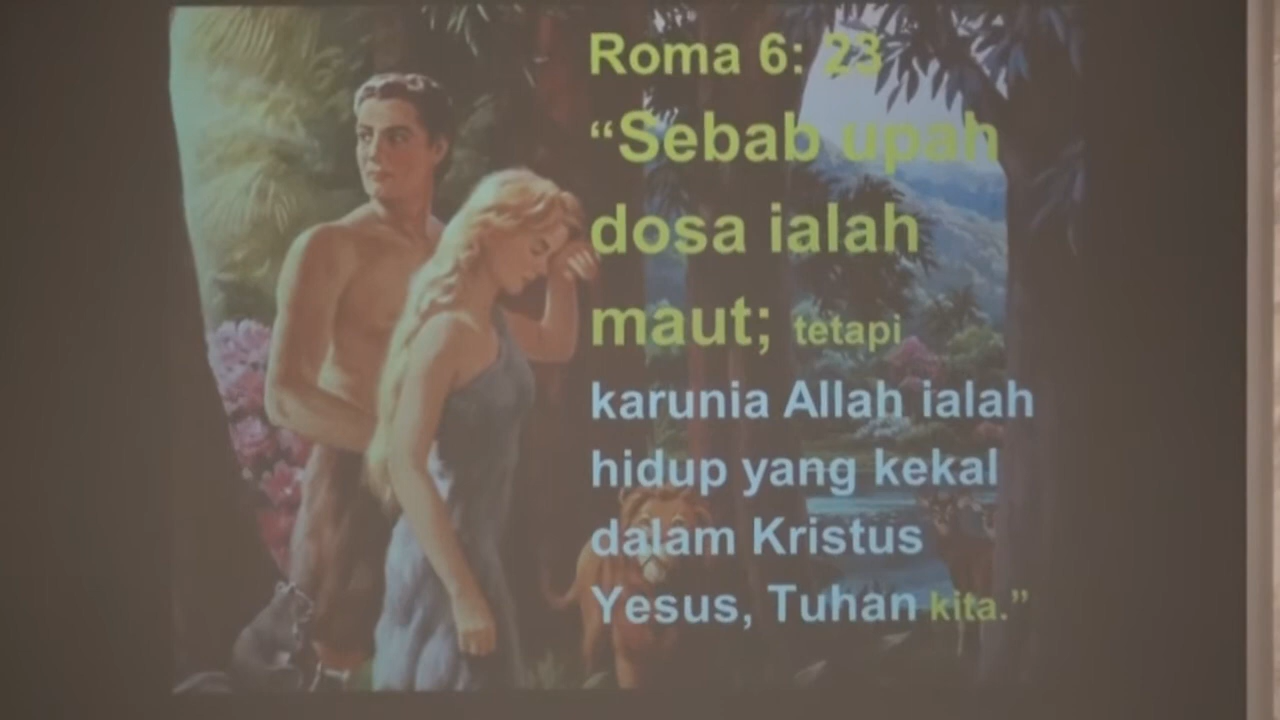 Roma 6: 23
“Sebab upah
dosa ialah
maut; tetapi
karunia Allah ialah
hidup yang kekal
dalam Kristus
Yesus, Tuhan kita.”